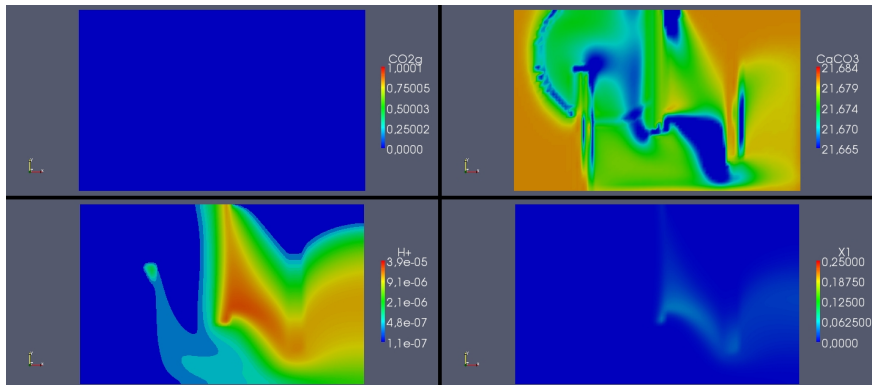 CO2g
1,0001
0,75005
0,50003
0,25002
0,0000
CaCO3
21,684
21,679
21,674
21,670
21,665
H+
3,9e-05
9,1e-06
2,1e-06
4,8e-07
1,1e-07
X1
0,25000
0,18750
0,12500
0,062500
0,0000